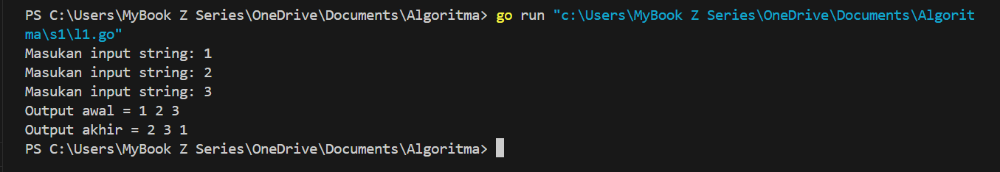 PS C:\Users\MyBook Z Series\OneDrive\Documents\Algoritma> go run "c:\Users\MyBook Z Series\OneDrive\Documents\Algorit
ma\s1\l1.go"
Masukan input string: 1
Masukan input string: 2
Masukan input string: 3
Output awal = 1 2 3
Output akhir = 2 3 1
PS C:\Users\MyBook Z Series\OneDrive\Documents\Algoritma>